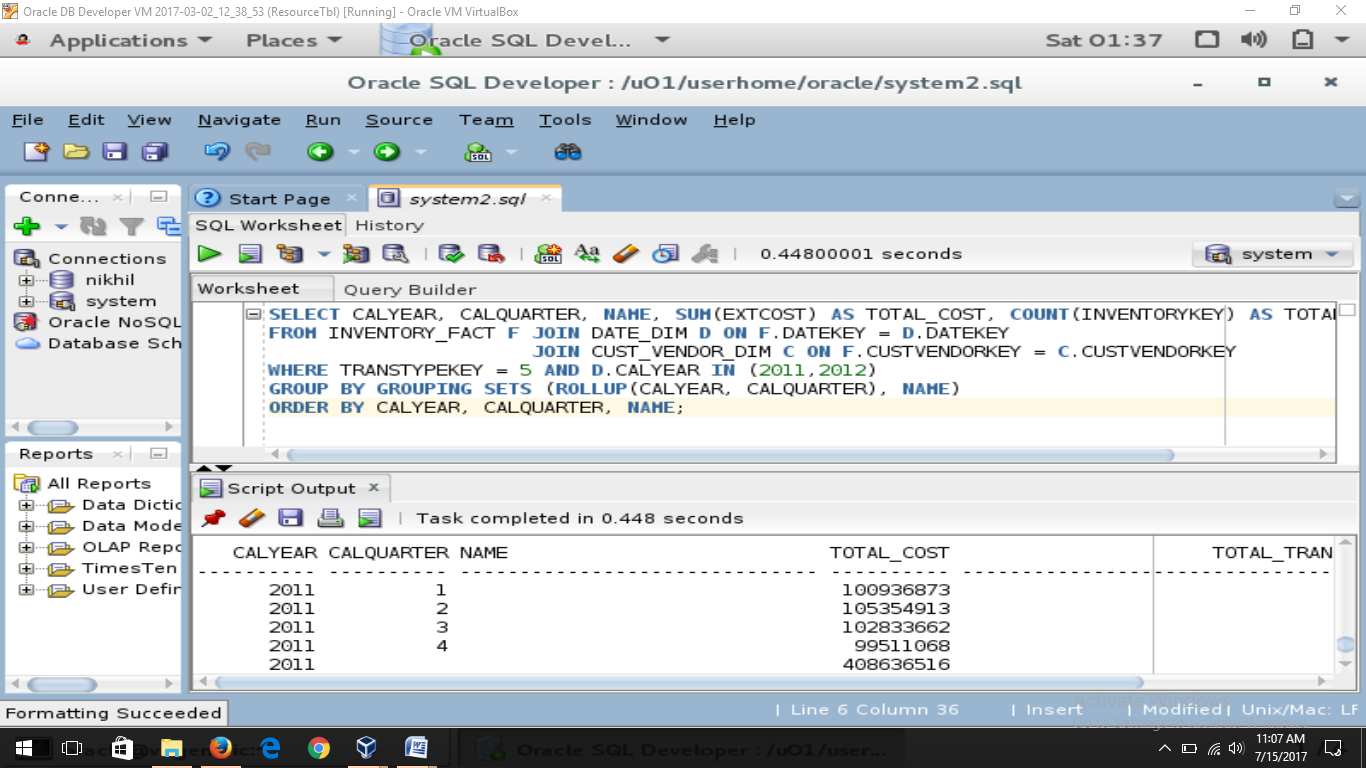 Oracle DB Developer VM 2017-03-02_12_38_53 (ResourceTbl) [Running] - Oracle VM VirtualBox
Applications Places Oracle SQL Devel... Sat 01:37
Oracle SQL Developer : /u01/userhome/oracle/system2.sql
File Edit View Navigate Run Source Team Tools Window Help
Conne... Start Page system2.sql
SQL Worksheet History
0.44800001 seconds system
Connections
nikhil
system
Oracle NoSQL
Database Sch
Worksheet Query Builder
SELECT CALYEAR, CALQUARTER, NAME, SUM(EXTCOST) AS TOTAL_COST, COUNT(INVENTORYKEY) AS TOTAL
FROM INVENTORY_FACT F JOIN DATE_DIM D ON F.DATEKEY = D.DATEKEY
JOIN CUST_VENDOR_DIM C ON F.CUSTVENDORKEY = C.CUSTVENDORKEY
WHERE TRANSTYPEKEY = 5 AND D.CALYEAR IN (2011,2012)
GROUP BY GROUPING SETS (ROLLUP(CALYEAR, CALQUARTER), NAME)
ORDER BY CALYEAR, CALQUARTER, NAME;
Reports
All Reports
Data Dictic
Data Mode
OLAP Repo
TimesTen
User Defir
Script Output
Task completed in 0.448 seconds
CALYEAR CALQUARTER NAME TOTAL_COST TOTAL_TRAN
2011 1 100936873
2011 2 105354913
2011 3 102833662
2011 4 99511068
2011 408636516
Formatting Succeeded | Line 6 Column 36 | Insert | Modified | Unix/Mac: LF
Activate Windows
Oracle SQL Developer : /u01/user...
11:07 AM
7/15/2017